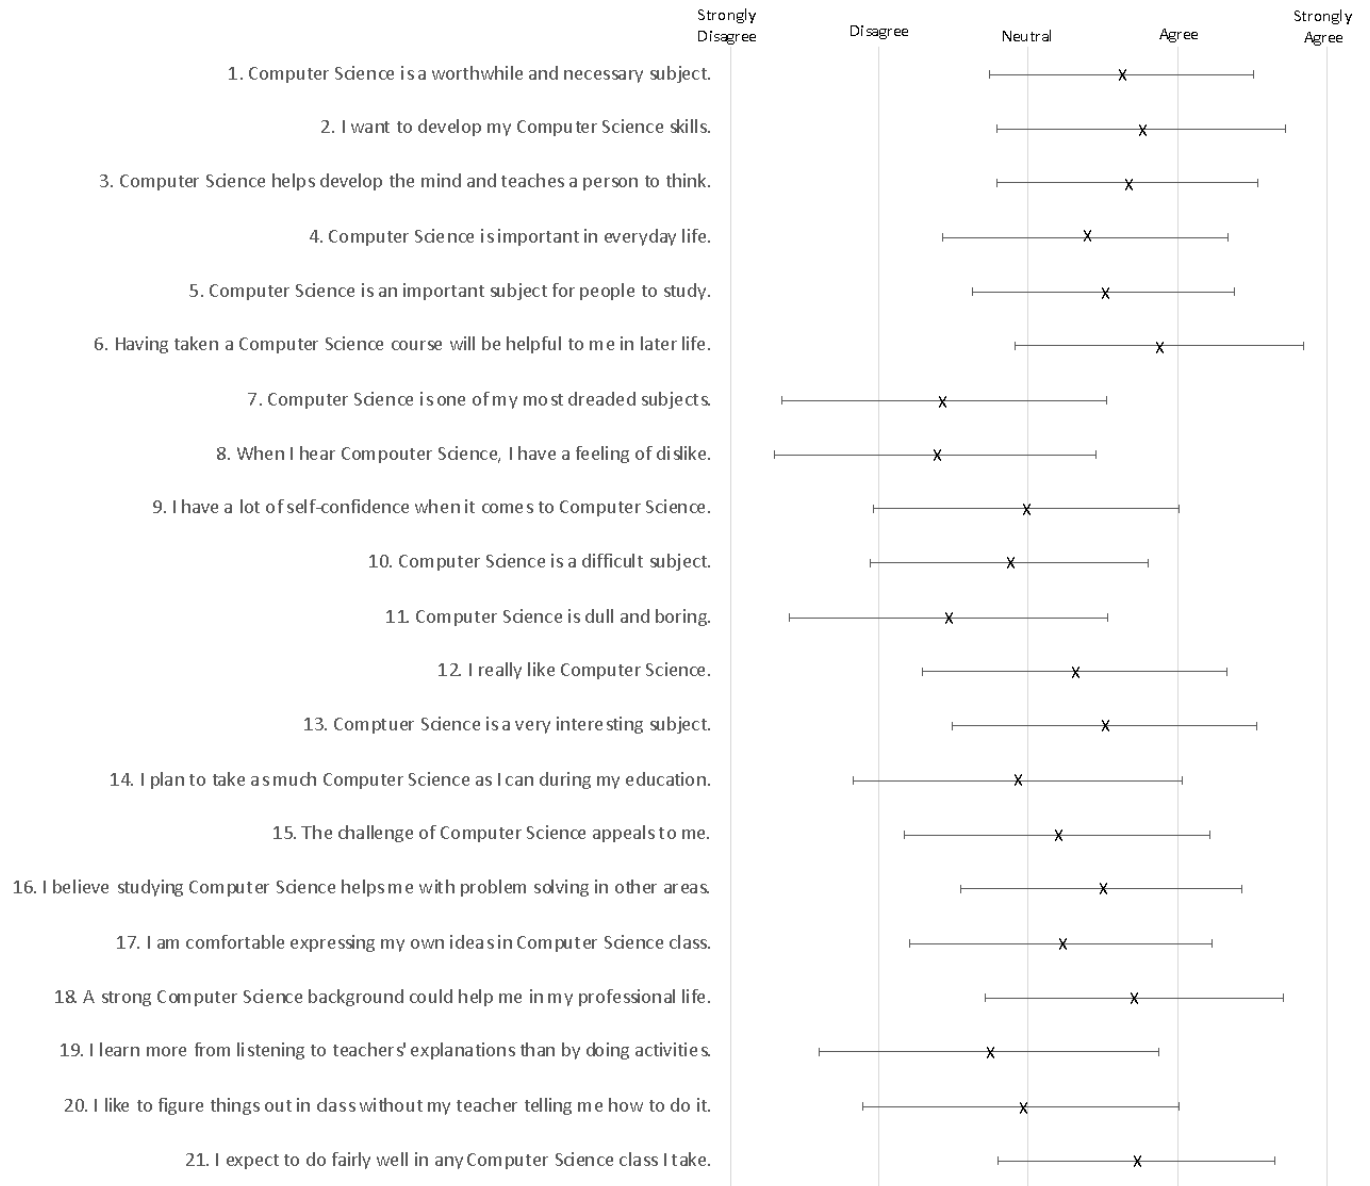 Strongly
Disagree
Disagree
Neutral
Agree
Strongly
Agree
1. Computer Science is a worthwhile and necessary subject.
2. I want to develop my Computer Science skills.
3. Computer Science helps develop the mind and teaches a person to think.
4. Computer Science is important in everyday life.
5. Computer Science is an important subject for people to study.
6. Having taken a Computer Science course will be helpful to me in later life.
7. Computer Science is one of my most dreaded subjects.
8. When I hear Compouter Science, I have a feeling of dislike.
9. I have a lot of self-confidence when it comes to Computer Science.
10. Computer Science is a difficult subject.
11. Computer Science is dull and boring.
12. I really like Computer Science.
13. Comptuer Science is a very interesting subject.
14. I plan to take as much Computer Science as I can during my education.
15. The challenge of Computer Science appeals to me.
16. I believe studying Computer Science helps me with problem solving in other areas.
17. I am comfortable expressing my own ideas in Computer Science class.
18. A strong Computer Science background could help me in my professional life.
19. I learn more from listening to teachers' explanations than by doing activities.
20. I like to figure things out in class without my teacher telling me how to do it.
21. I expect to do fairly well in any Computer Science class I take.